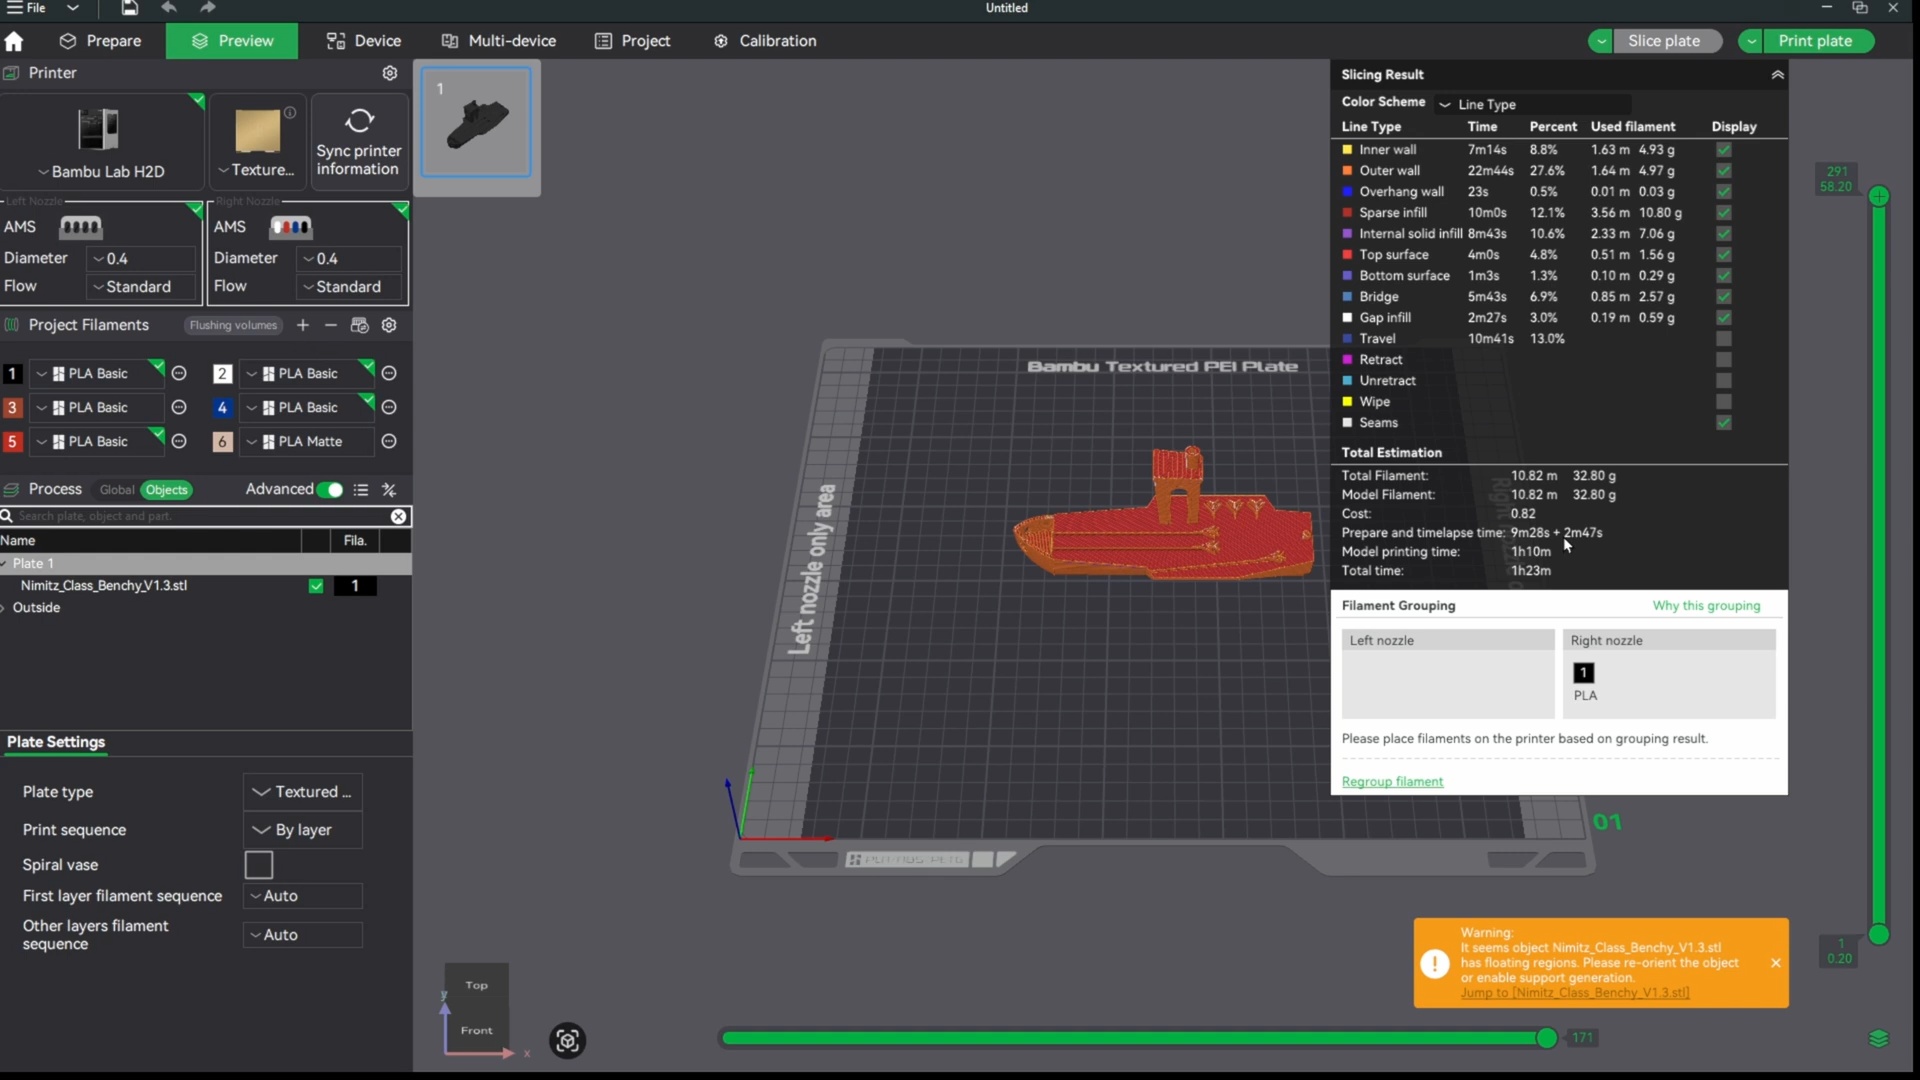 File
Untitled
Prepare
Preview
Device
Multi-device
Project
Calibration
Slice plate
Print plate
Printer
Bambu Lab H2D
Texture...
Sync printer
information
Left Nozzle
AMS
Diameter
0.4
Flow
Standard
Right Nozzle
AMS
Diameter
0.4
Flow
Standard
Project Filaments
Flushing volumes
1 PLA Basic
2 PLA Basic
3 PLA Basic
4 PLA Basic
5 PLA Basic
6 PLA Matte
Process
Global
Objects
Advanced
Search plate, object and part.
Name
Fila.
Plate 1
Nimitz_Class_Benchy_V1.3.stl
1
Outside
Plate Settings
Plate type
Textured ...
Print sequence
By layer
Spiral vase
First layer filament sequence
Auto
Other layers filament
sequence
Auto
1
Bambu Textured PEI Plate
Left nozzle only area
01
Top
Front
y
x
171
Slicing Result
Color Scheme
Line Type
Line Type Time Percent Used filament Display
Inner wall 7m14s 8.8% 1.63 m 4.93 g
Outer wall 22m44s 27.6% 1.64 m 4.97 g
Overhang wall 23s 0.5% 0.01 m 0.03 g
Sparse infill 10m0s 12.1% 3.56 m 10.80 g
Internal solid infill 8m43s 10.6% 2.33 m 7.06 g
Top surface 4m0s 4.8% 0.51 m 1.56 g
Bottom surface 1m3s 1.3% 0.10 m 0.29 g
Bridge 5m43s 6.9% 0.85 m 2.57 g
Gap infill 2m27s 3.0% 0.19 m 0.59 g
Travel 10m41s 13.0%
Retract
Unretract
Wipe
Seams
Total Estimation
Total Filament: 10.82 m 32.80 g
Model Filament: 10.82 m 32.80 g
Cost: 0.82
Prepare and timelapse time: 9m28s + 2m47s
Model printing time: 1h10m
Total time: 1h23m
Filament Grouping
Why this grouping
Left nozzle
Right nozzle
1
PLA
Please place filaments on the printer based on grouping result.
Regroup filament
291
58.20
1
0.20
Warning:
It seems object Nimitz_Class_Benchy_V1.3.stl
has floating regions. Please re-orient the object
or enable support generation.
Jump to [Nimitz_Class_Benchy_V1.3.stl]